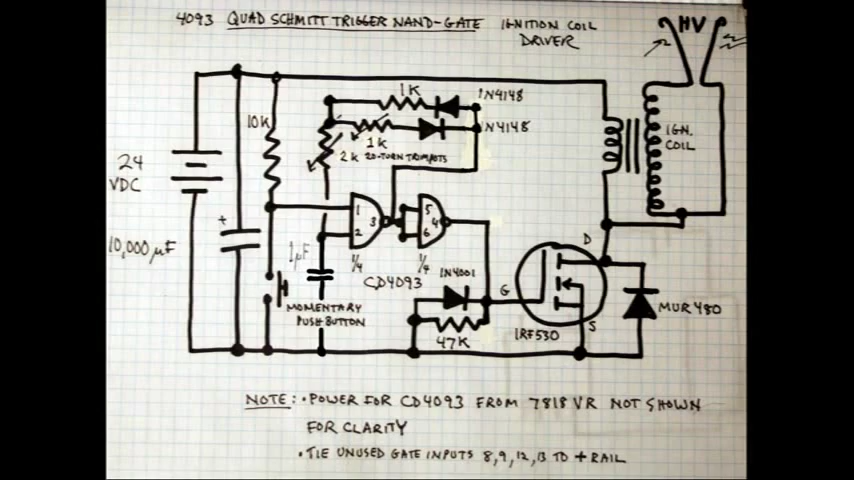 4093 QUAD SCHMITT TRIGGER NAND-GATE IGNITION COIL
DRIVER
HV
1K
1N4148
1N4148
10K
1K
2K 20-TURN TRIMPOTS
IGN.
COIL
24
VDC
+
10,000 µF
1
2
3
5
6
4
1µF
1/4
1/4
CD4093
1N4001
MOMENTARY
PUSH BUTTON
47K
G
D
S
IRF530
MUR480
NOTE: • POWER FOR CD4093 FROM 7818 VR NOT SHOWN
FOR CLARITY
• TIE UNUSED GATE INPUTS 8,9,12,13 TO + RAIL